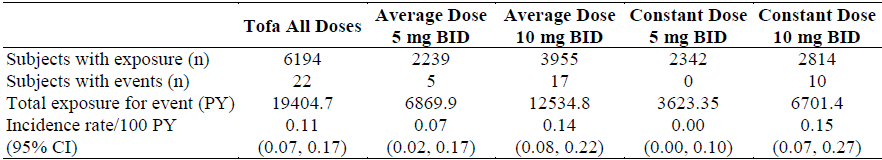 Tofa All Doses Average Dose 5 mg BID Average Dose 10 mg BID Constant Dose 5 mg BID Constant Dose 10 mg BID
Subjects with exposure (n) 6194 2239 3955 2342 2814
Subjects with events (n) 22 5 17 0 10
Total exposure for event (PY) 19404.7 6869.9 12534.8 3623.35 6701.4
Incidence rate/100 PY 0.11 0.07 0.14 0.00 0.15
(95% CI) (0.07, 0.17) (0.02, 0.17) (0.08, 0.22) (0.00, 0.10) (0.07, 0.27)